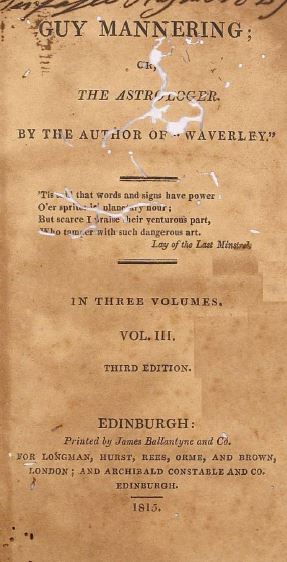 GUY MANNERING;
OR,
THE ASTROLOGER.
BY THE AUTHOR OF "WAVERLEY."
that words and signs have power
O'er planetary hour;
But scarce I praise their venturous part,
Who tamper with such dangerous art.
Lay of the Last Minstrel.
IN THREE VOLUMES.
VOL. III.
THIRD EDITION.
EDINBURGH:
Printed by James Ballantyne and Co.
FOR LONGMAN, HURST, REES, ORME, AND BROWN,
LONDON; AND ARCHIBALD CONSTABLE AND CO.
EDINBURGH.
1815.